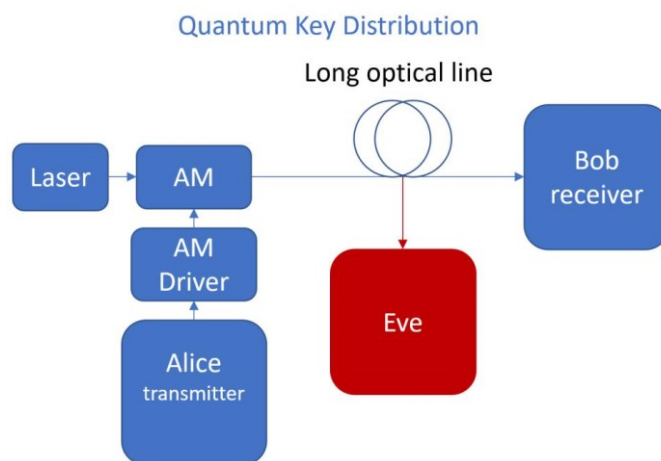 Quantum Key Distribution
Long optical line
Laser
AM
Bob
receiver
AM
Driver
Eve
Alice
transmitter